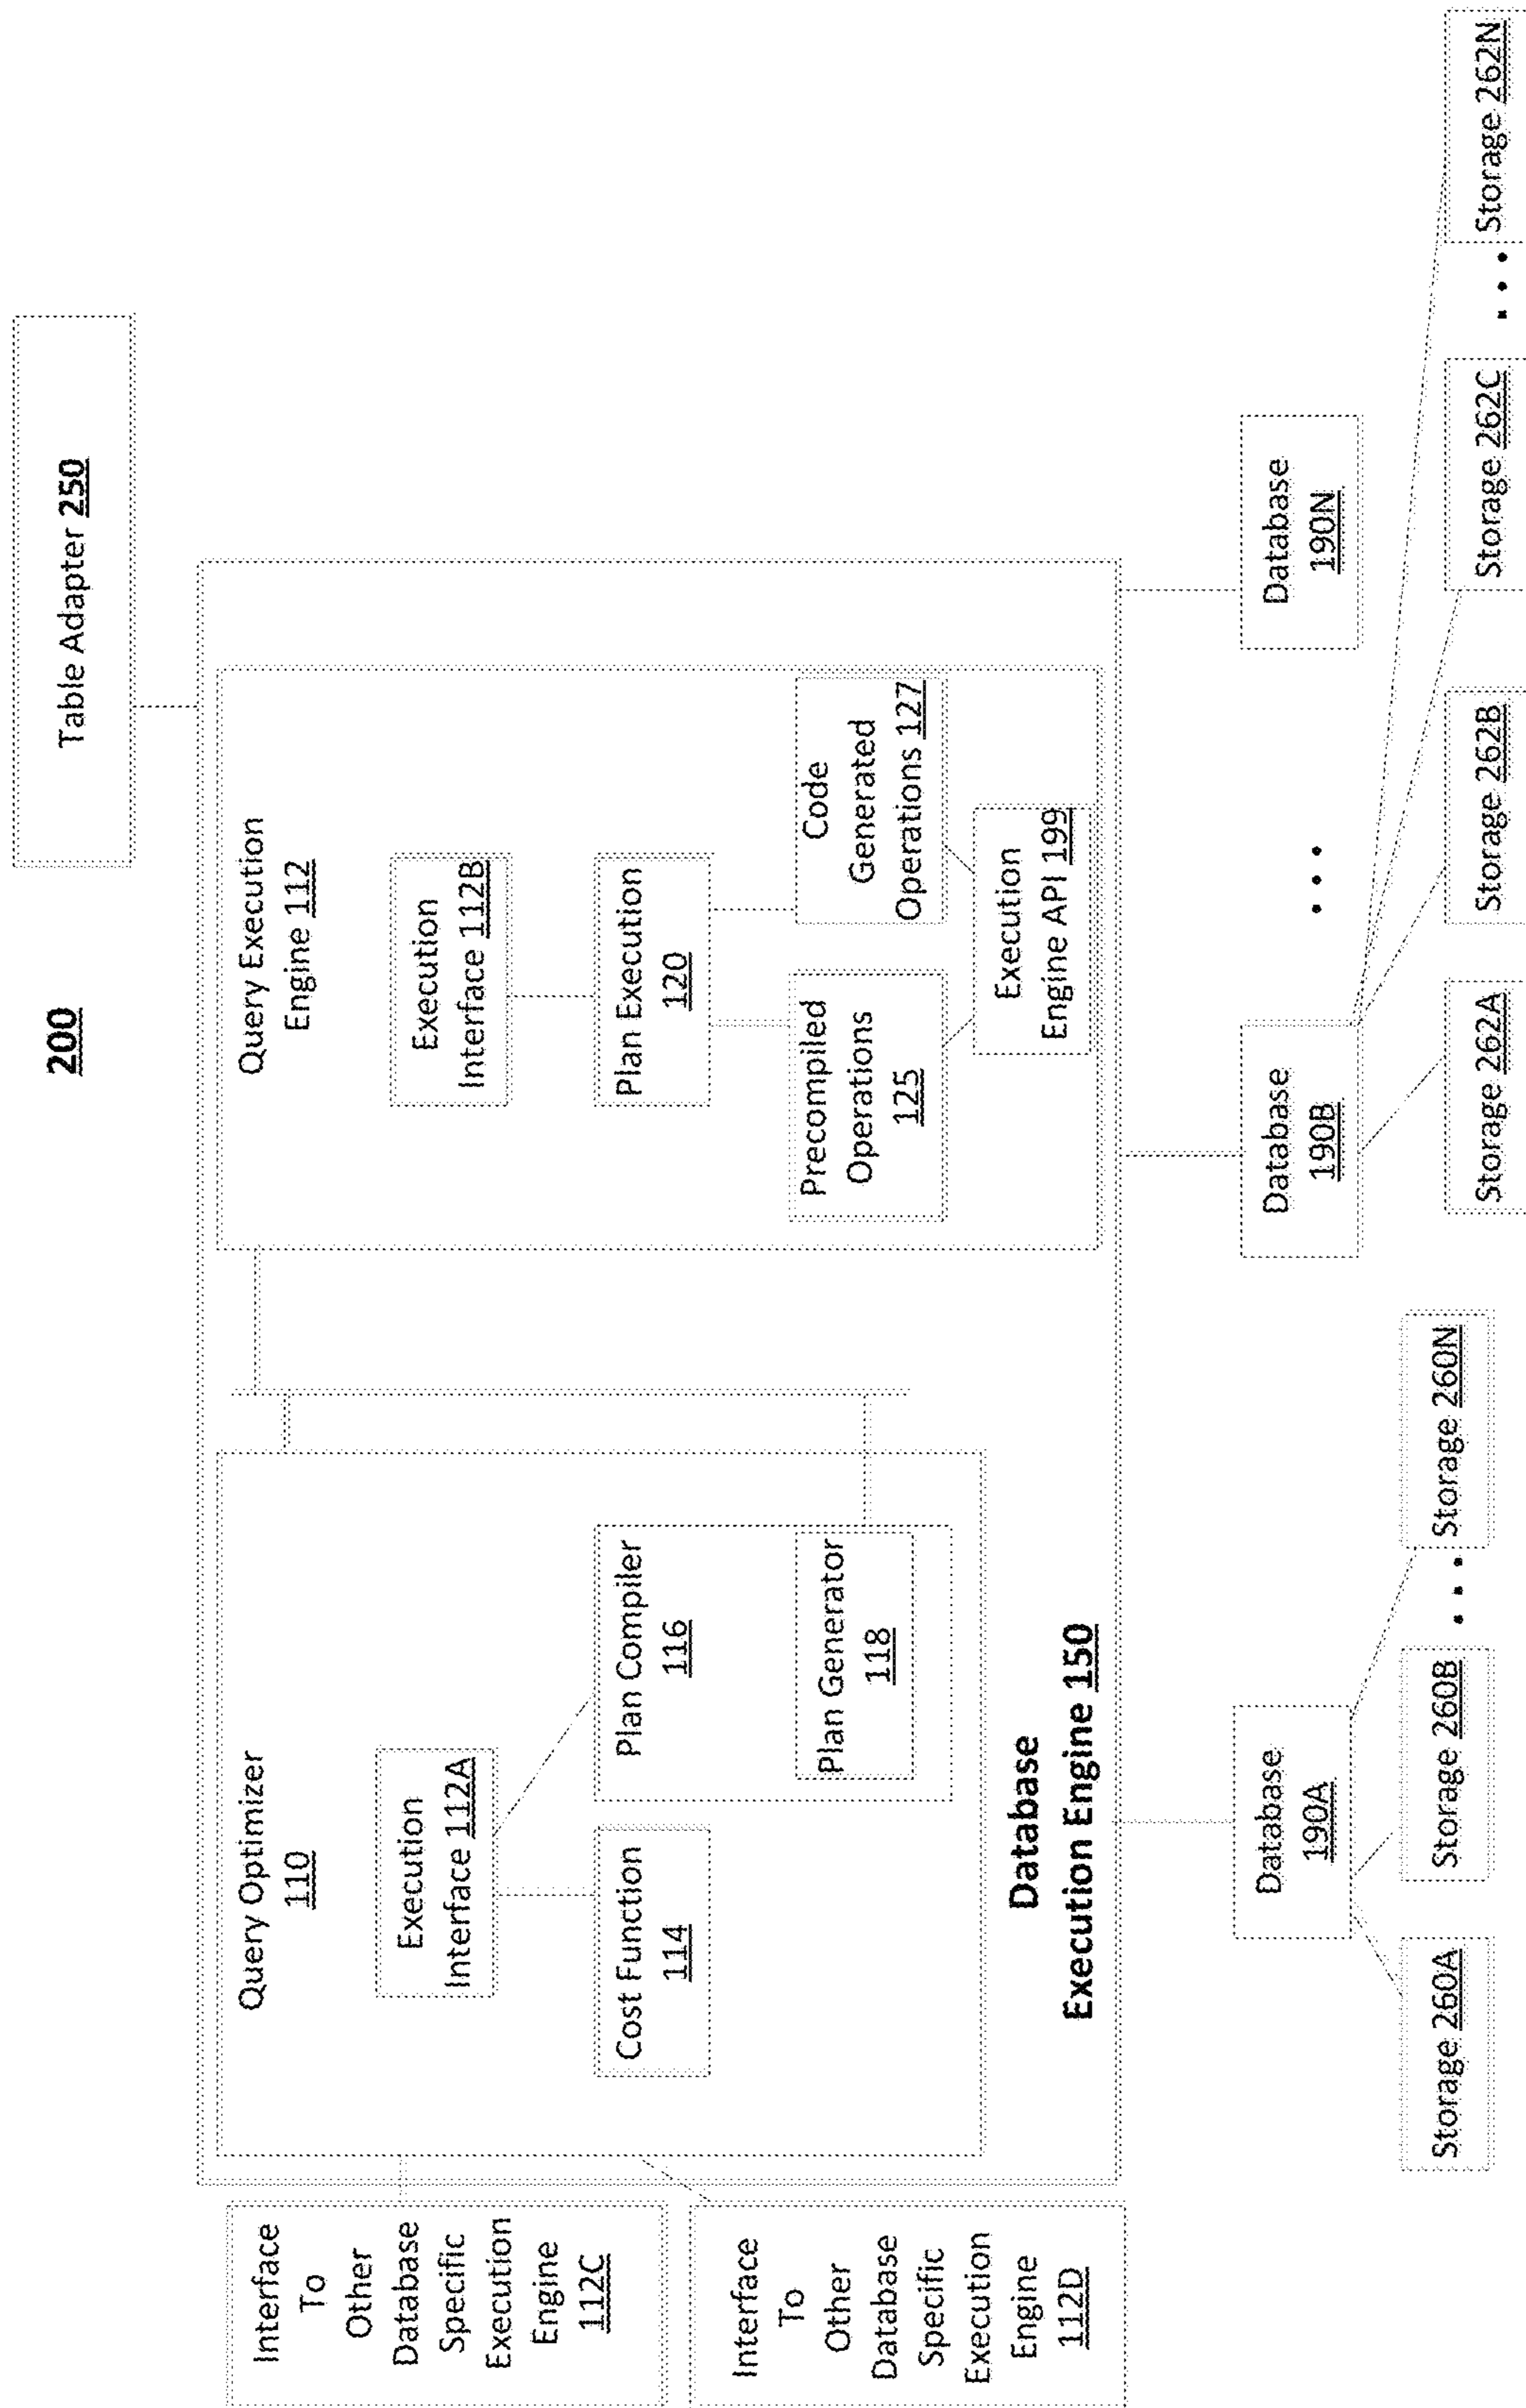 200
Table Adapter 250
Interface
To
Other
Database
Specific
Execution
Engine
112C
Interface
To
Other
Database
Specific
Execution
Engine
112D
Query Optimizer
110
Execution
Interface 112A
Cost Function
114
Plan Compiler
116
Plan Generator
118
Database
Execution Engine 150
Query Execution
Engine 112
Execution
Interface 112B
Plan Execution
120
Precompiled
Operations
125
Code
Generated
Operations 127
Execution
Engine API 199
Database
190A
Database
190B
...
Database
190N
Storage 260A
Storage 260B
...
Storage 260N
Storage 262A
Storage 262B
Storage 262C
...
Storage 262N